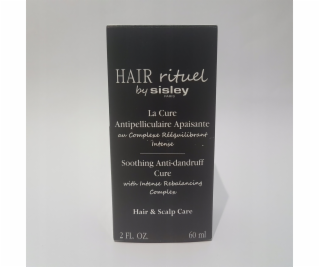 HAIR rituel
by sisley
PARIS
La Cure
Antipelliculaire Apaisante
au Complexe Rééquilibrant
Intense
Soothing Anti-dandruff
Cure
with Intense Rebalancing
Complex
Hair & Scalp Care
2 FL. OZ 60 ml